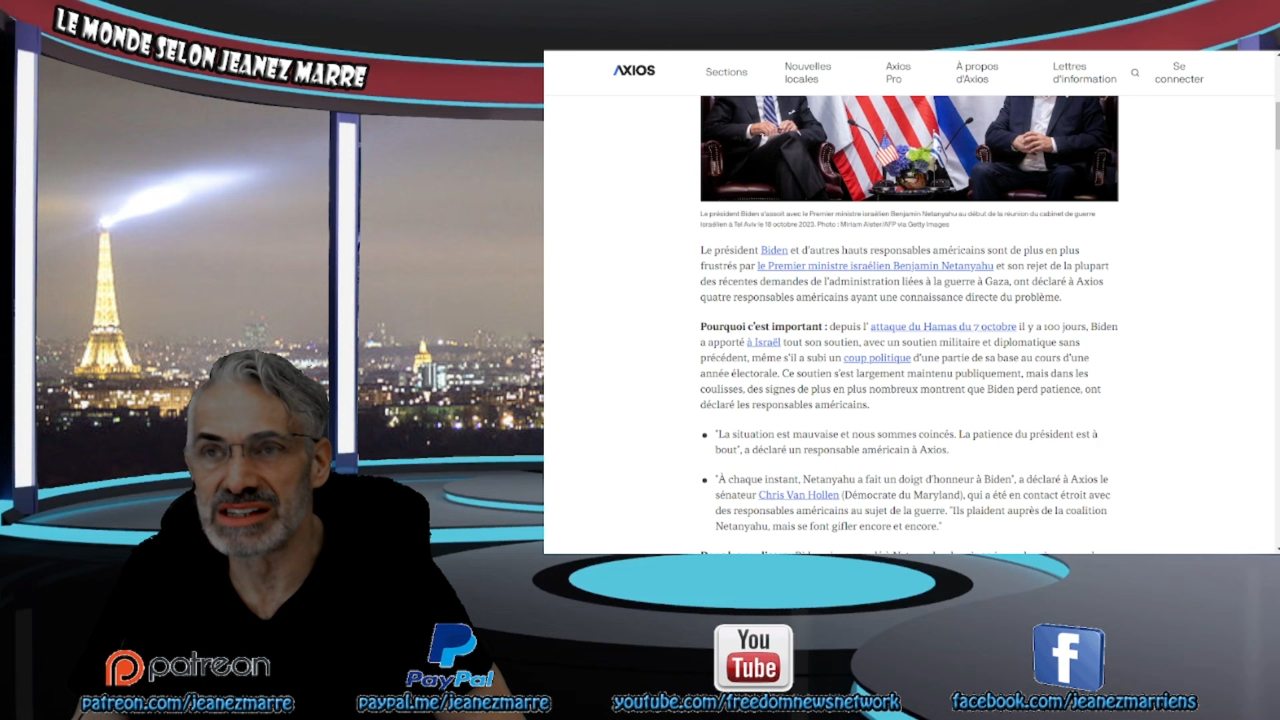 LE MONDE SELON JEANEZ MARRE
AXIOS
Sections
Nouvelles
locales
Axios
Pro
À propos
d'Axios
Lettres
d'information
Se
connecter
Le président Biden s'assoit avec le Premier ministre israélien Benjamin Netanyahu au début de la réunion du cabinet de guerre
israélien à Tel Aviv le 18 octobre 2023. Photo : Miriam Alster/AFP via Getty Images
Le président Biden et d'autres hauts responsables américains sont de plus en plus
frustrés par le Premier ministre israélien Benjamin Netanyahu et son rejet de la plupart
des récentes demandes de l'administration liées à la guerre à Gaza, ont déclaré à Axios
quatre responsables américains ayant une connaissance directe du problème.
Pourquoi c'est important : depuis l' attaque du Hamas du 7 octobre il y a 100 jours, Biden
a apporté à Israël tout son soutien, avec un soutien militaire et diplomatique sans
précédent, même s'il a subi un coup politique d'une partie de sa base au cours d'une
année électorale. Ce soutien s'est largement maintenu publiquement, mais dans les
coulisses, des signes de plus en plus nombreux montrent que Biden perd patience, ont
déclaré les responsables américains.
• "La situation est mauvaise et nous sommes coincés. La patience du président est à
bout", a déclaré un responsable américain à Axios.
• "À chaque instant, Netanyahu a fait un doigt d'honneur à Biden", a déclaré à Axios le
sénateur Chris Van Hollen (Démocrate du Maryland), qui a été en contact étroit avec
des responsables américains au sujet de la guerre. "Ils plaident auprès de la coalition
Netanyahu, mais se font gifler encore et encore."
patreon
PayPal
You
Tube
f
patreon.com/jeanezmarre
paypal.me/jeanezmarre
youtube.com/freedomnewsnetwork
facebook.com/jeanezmarriens